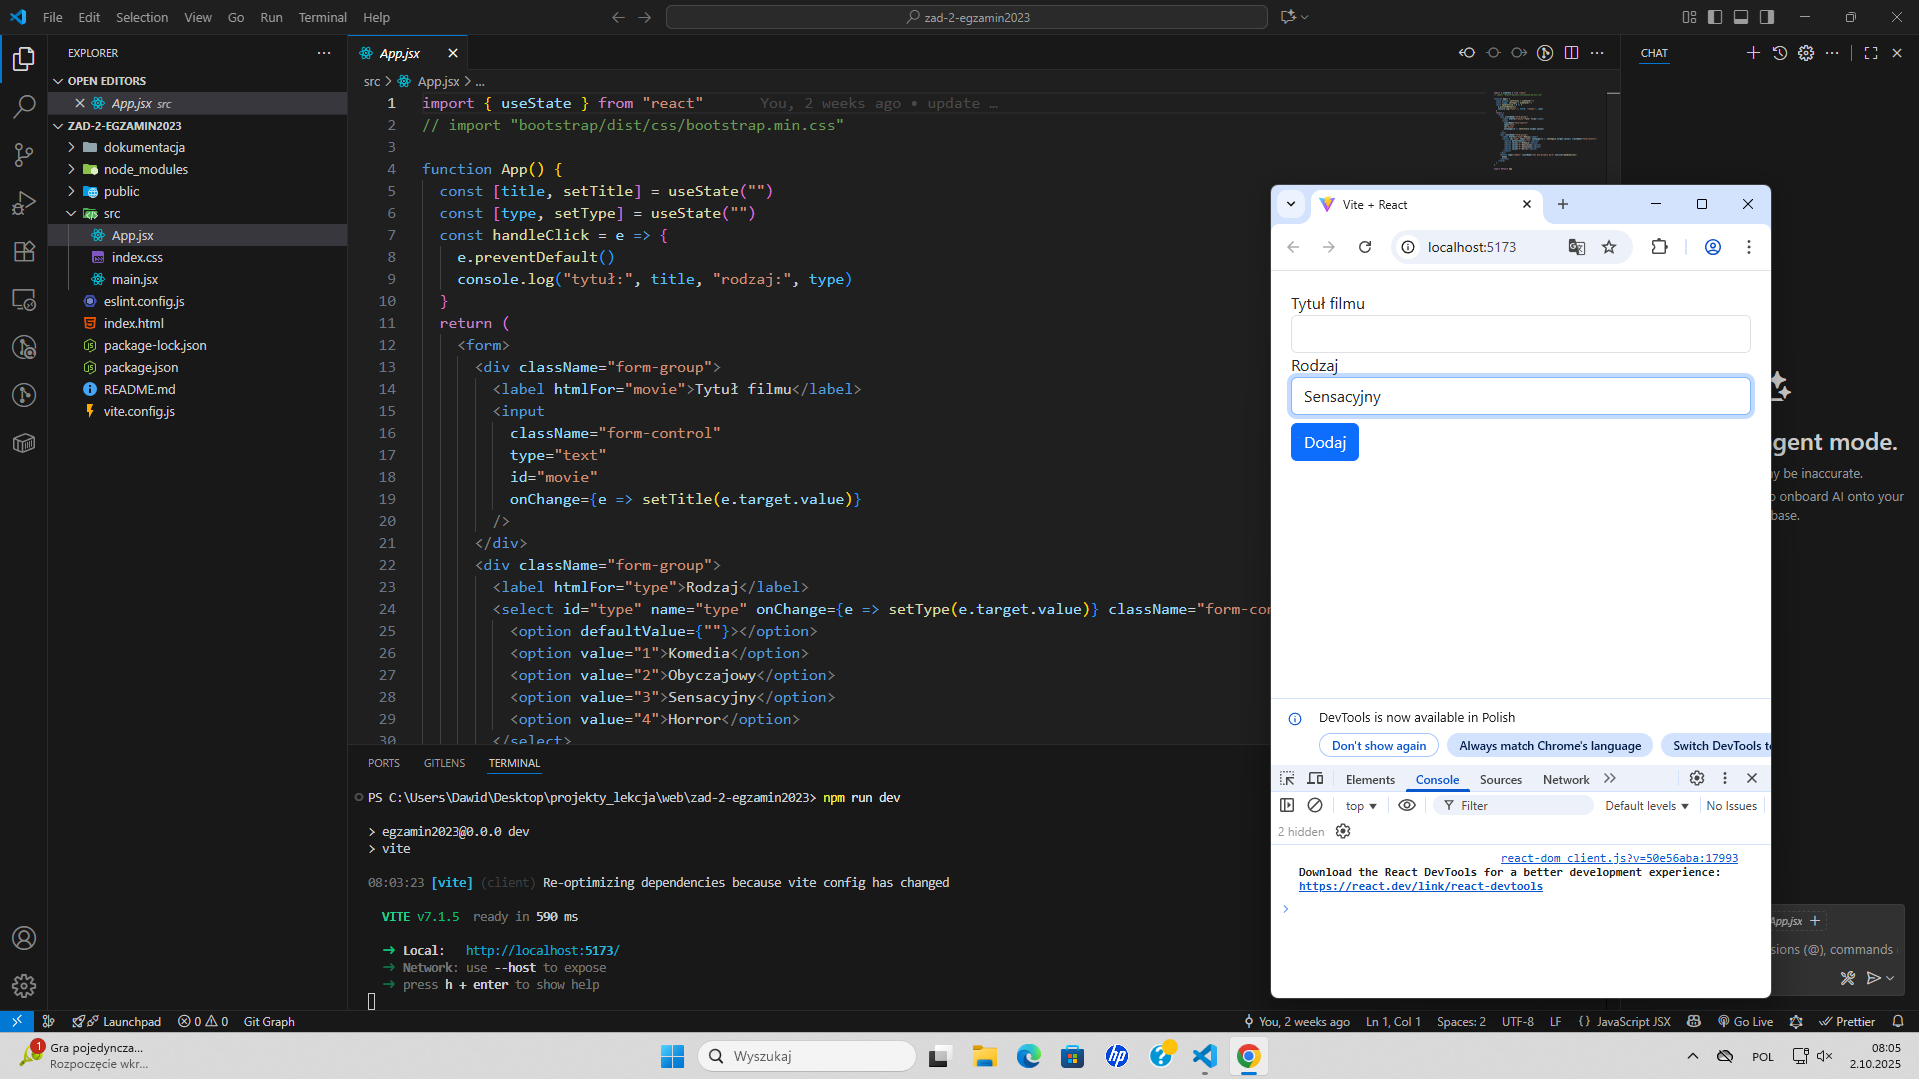 File Edit Selection View Go Run Terminal Help
zad-2-egzamin2023
EXPLORER
OPEN EDITORS
App.jsx src
ZAD-2-EGZAMIN2023
dokumentacja
node_modules
public
src
App.jsx
index.css
main.jsx
eslint.config.js
index.html
package-lock.json
package.json
README.md
vite.config.js
App.jsx
src > App.jsx > ...
1 import { useState } from "react" You, 2 weeks ago • update …
2 // import "bootstrap/dist/css/bootstrap.min.css"
3
4 function App() {
5 const [title, setTitle] = useState("")
6 const [type, setType] = useState("")
7 const handleClick = e => {
8 e.preventDefault()
9 console.log("tytuł:", title, "rodzaj:", type)
10 }
11 return (
12 <form>
13 <div className="form-group">
14 <label htmlFor="movie">Tytuł filmu</label>
15 <input
16 className="form-control"
17 type="text"
18 id="movie"
19 onChange={e => setTitle(e.target.value)}
20 />
21 </div>
22 <div className="form-group">
23 <label htmlFor="type">Rodzaj</label>
24 <select id="type" name="type" onChange={e => setType(e.target.value)} className="form-co
25 <option defaultValue={""}></option>
26 <option value="1">Komedia</option>
27 <option value="2">Obyczajowy</option>
28 <option value="3">Sensacyjny</option>
29 <option value="4">Horror</option>
30 </select>
PORTS GITLENS TERMINAL
PS C:\Users\Dawid\Desktop\projekty_lekcja\web\zad-2-egzamin2023> npm run dev
> egzamin2023@0.0.0 dev
> vite
08:03:23 [vite] (client) Re-optimizing dependencies because vite config has changed
VITE v7.1.5 ready in 590 ms
➜ Local: http://localhost:5173/
➜ Network: use --host to expose
➜ press h + enter to show help
CHAT
gent mode.
y be inaccurate.
o onboard AI onto your
base.
App.jsx +
sions (@), commands
Vite + React
localhost:5173
Tytuł filmu
Rodzaj
Sensacyjny
Dodaj
DevTools is now available in Polish
Don't show again Always match Chrome's language Switch DevTools to
Elements Console Sources Network
top Filter Default levels No Issues
2 hidden
react-dom_client.js?v=50e56aba:17993
Download the React DevTools for a better development experience:
https://react.dev/link/react-devtools
Launchpad 0 0 Git Graph
You, 2 weeks ago Ln 1, Col 1 Spaces: 2 UTF-8 LF {} JavaScript JSX Go Live Prettier
1
Gra pojedyncza...
Rozpoczęcie wkr...
Wyszukaj
hp
POL
08:05
2.10.2025